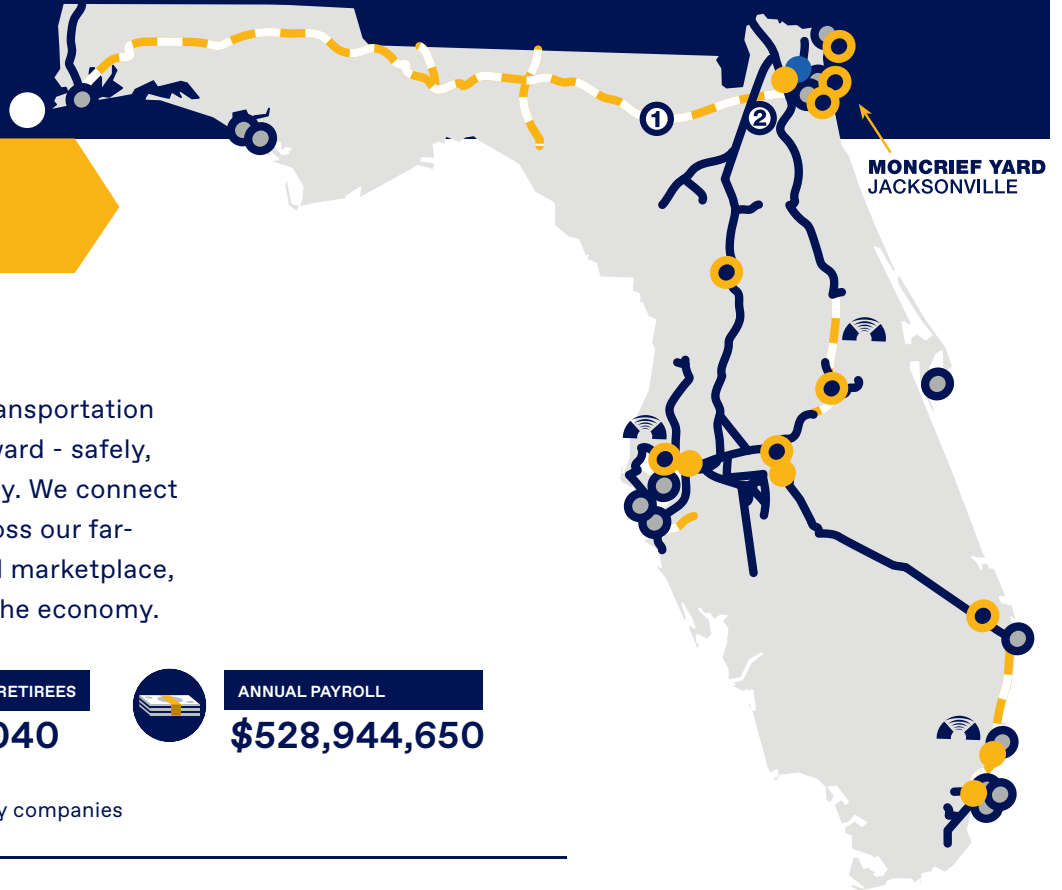 1
2
MONCRIEF YARD
JACKSONVILLE
ansportation
ward - safely,
y. We connect
oss our far-
l marketplace,
he economy.
RETIREES
040
ANNUAL PAYROLL
$528,944,650
y companies